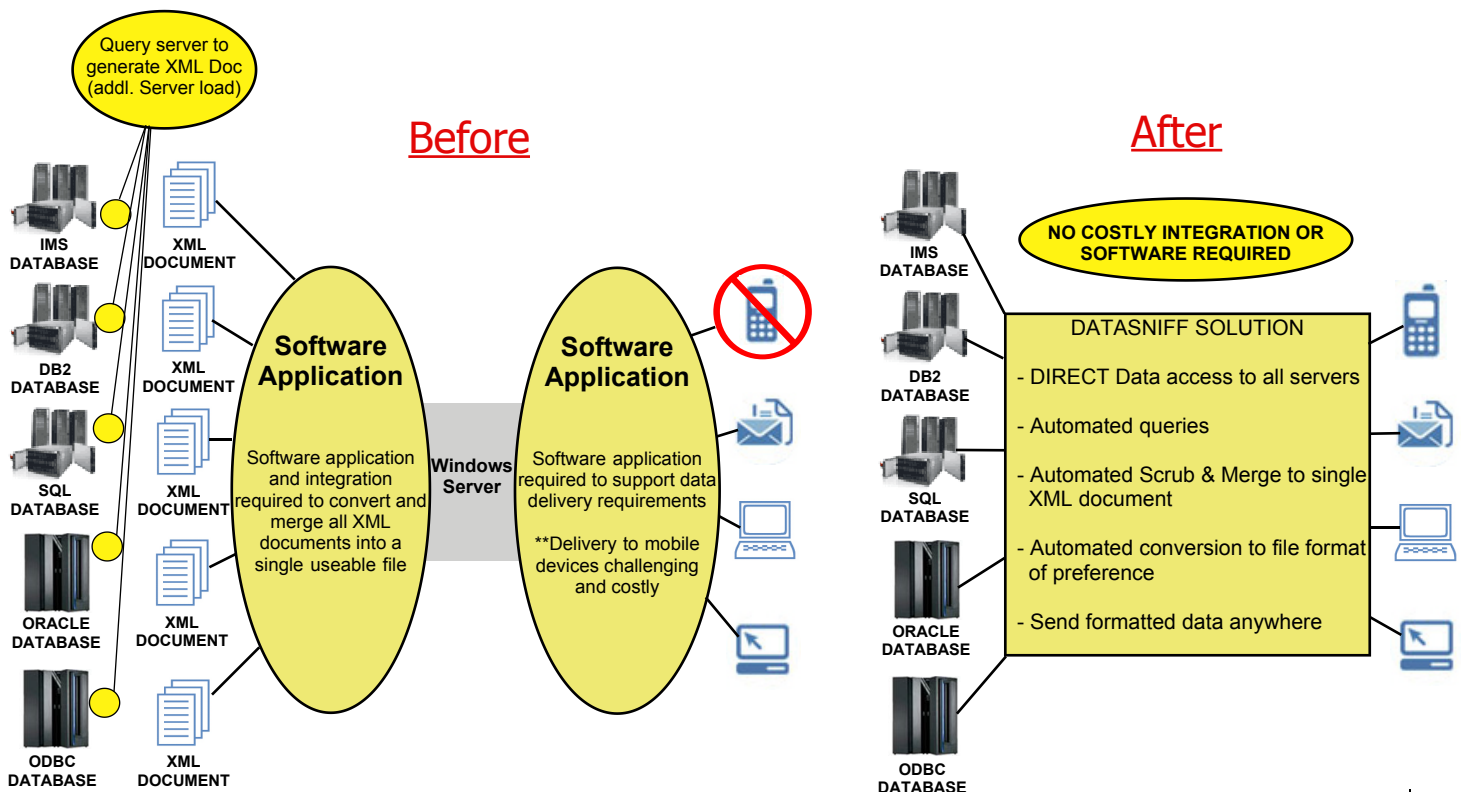 Query server to
generate XML Doc
(addl. Server load)
Before
IMS
DATABASE
XML
DOCUMENT
DB2
DATABASE
XML
DOCUMENT
SQL
DATABASE
XML
DOCUMENT
ORACLE
DATABASE
XML
DOCUMENT
ODBC
DATABASE
XML
DOCUMENT
Software
Application
Software application
and integration
required to convert and
merge all XML
documents into a
single useable file
Windows
Server
Software
Application
Software application
required to support data
delivery requirements
**Delivery to mobile
devices challenging
and costly
After
IMS
DATABASE
DB2
DATABASE
SQL
DATABASE
ORACLE
DATABASE
ODBC
DATABASE
NO COSTLY INTEGRATION OR
SOFTWARE REQUIRED
DATASNIFF SOLUTION
- DIRECT Data access to all servers
- Automated queries
- Automated Scrub & Merge to single
XML document
- Automated conversion to file format
of preference
- Send formatted data anywhere